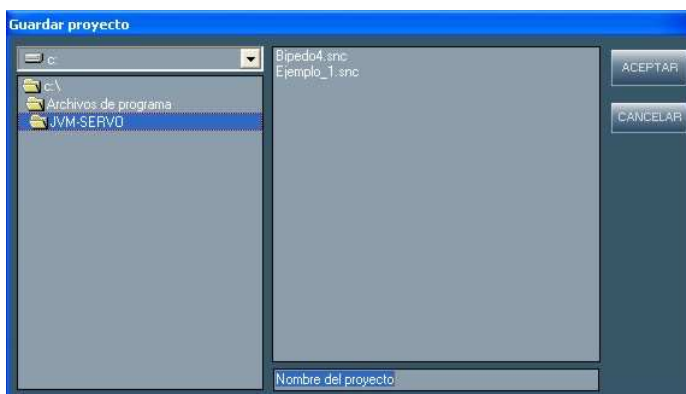 Guardar proyecto
c:
c:\
Archivos de programa
JVM-SERVO
Bipedo4.snc
Ejemplo_1.snc
Nombre del proyecto
ACEPTAR
CANCELAR